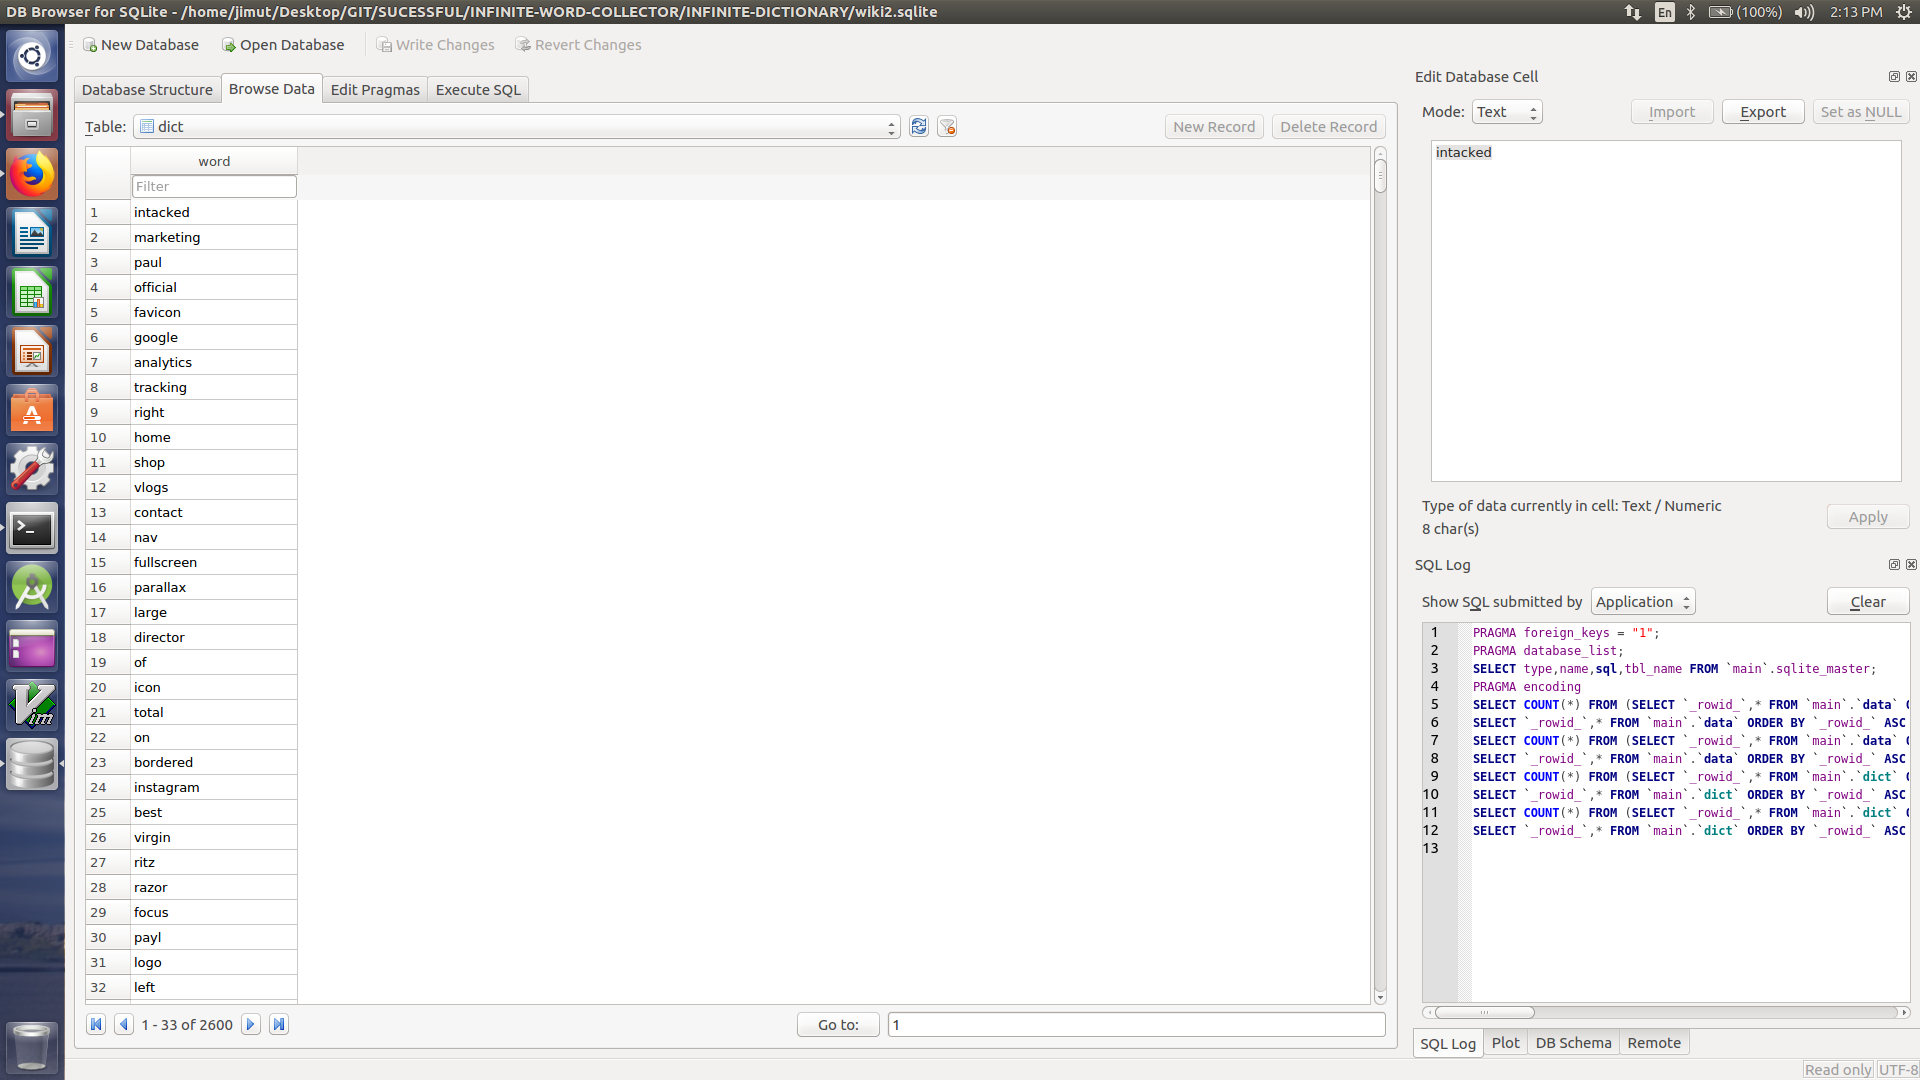 DB Browser for SQLite - /home/jimut/Desktop/GIT/SUCESSFUL/INFINITE-WORD-COLLECTOR/INFINITE-DICTIONARY/wiki2.sqlite
En (100%) 2:13 PM
New Database Open Database Write Changes Revert Changes
Database Structure Browse Data Edit Pragmas Execute SQL
Table: dict New Record Delete Record
word
Filter
1 intacked
2 marketing
3 paul
4 official
5 favicon
6 google
7 analytics
8 tracking
9 right
10 home
11 shop
12 vlogs
13 contact
14 nav
15 fullscreen
16 parallax
17 large
18 director
19 of
20 icon
21 total
22 on
23 bordered
24 instagram
25 best
26 virgin
27 ritz
28 razor
29 focus
30 payl
31 logo
32 left
1 - 33 of 2600 Go to: 1
Edit Database Cell
Mode: Text Import Export Set as NULL
intacked
Type of data currently in cell: Text / Numeric
8 char(s)
Apply
SQL Log
Show SQL submitted by Application Clear
1 PRAGMA foreign_keys = "1";
2 PRAGMA database_list;
3 SELECT type,name,sql,tbl_name FROM `main`.sqlite_master;
4 PRAGMA encoding
5 SELECT COUNT(*) FROM (SELECT `_rowid_`,* FROM `main`.`data`
6 SELECT `_rowid_`,* FROM `main`.`data` ORDER BY `_rowid_` ASC
7 SELECT COUNT(*) FROM (SELECT `_rowid_`,* FROM `main`.`data`
8 SELECT `_rowid_`,* FROM `main`.`data` ORDER BY `_rowid_` ASC
9 SELECT COUNT(*) FROM (SELECT `_rowid_`,* FROM `main`.`dict`
10 SELECT `_rowid_`,* FROM `main`.`dict` ORDER BY `_rowid_` ASC
11 SELECT COUNT(*) FROM (SELECT `_rowid_`,* FROM `main`.`dict`
12 SELECT `_rowid_`,* FROM `main`.`dict` ORDER BY `_rowid_` ASC
13
SQL Log Plot DB Schema Remote
Read only UTF-8
Vim